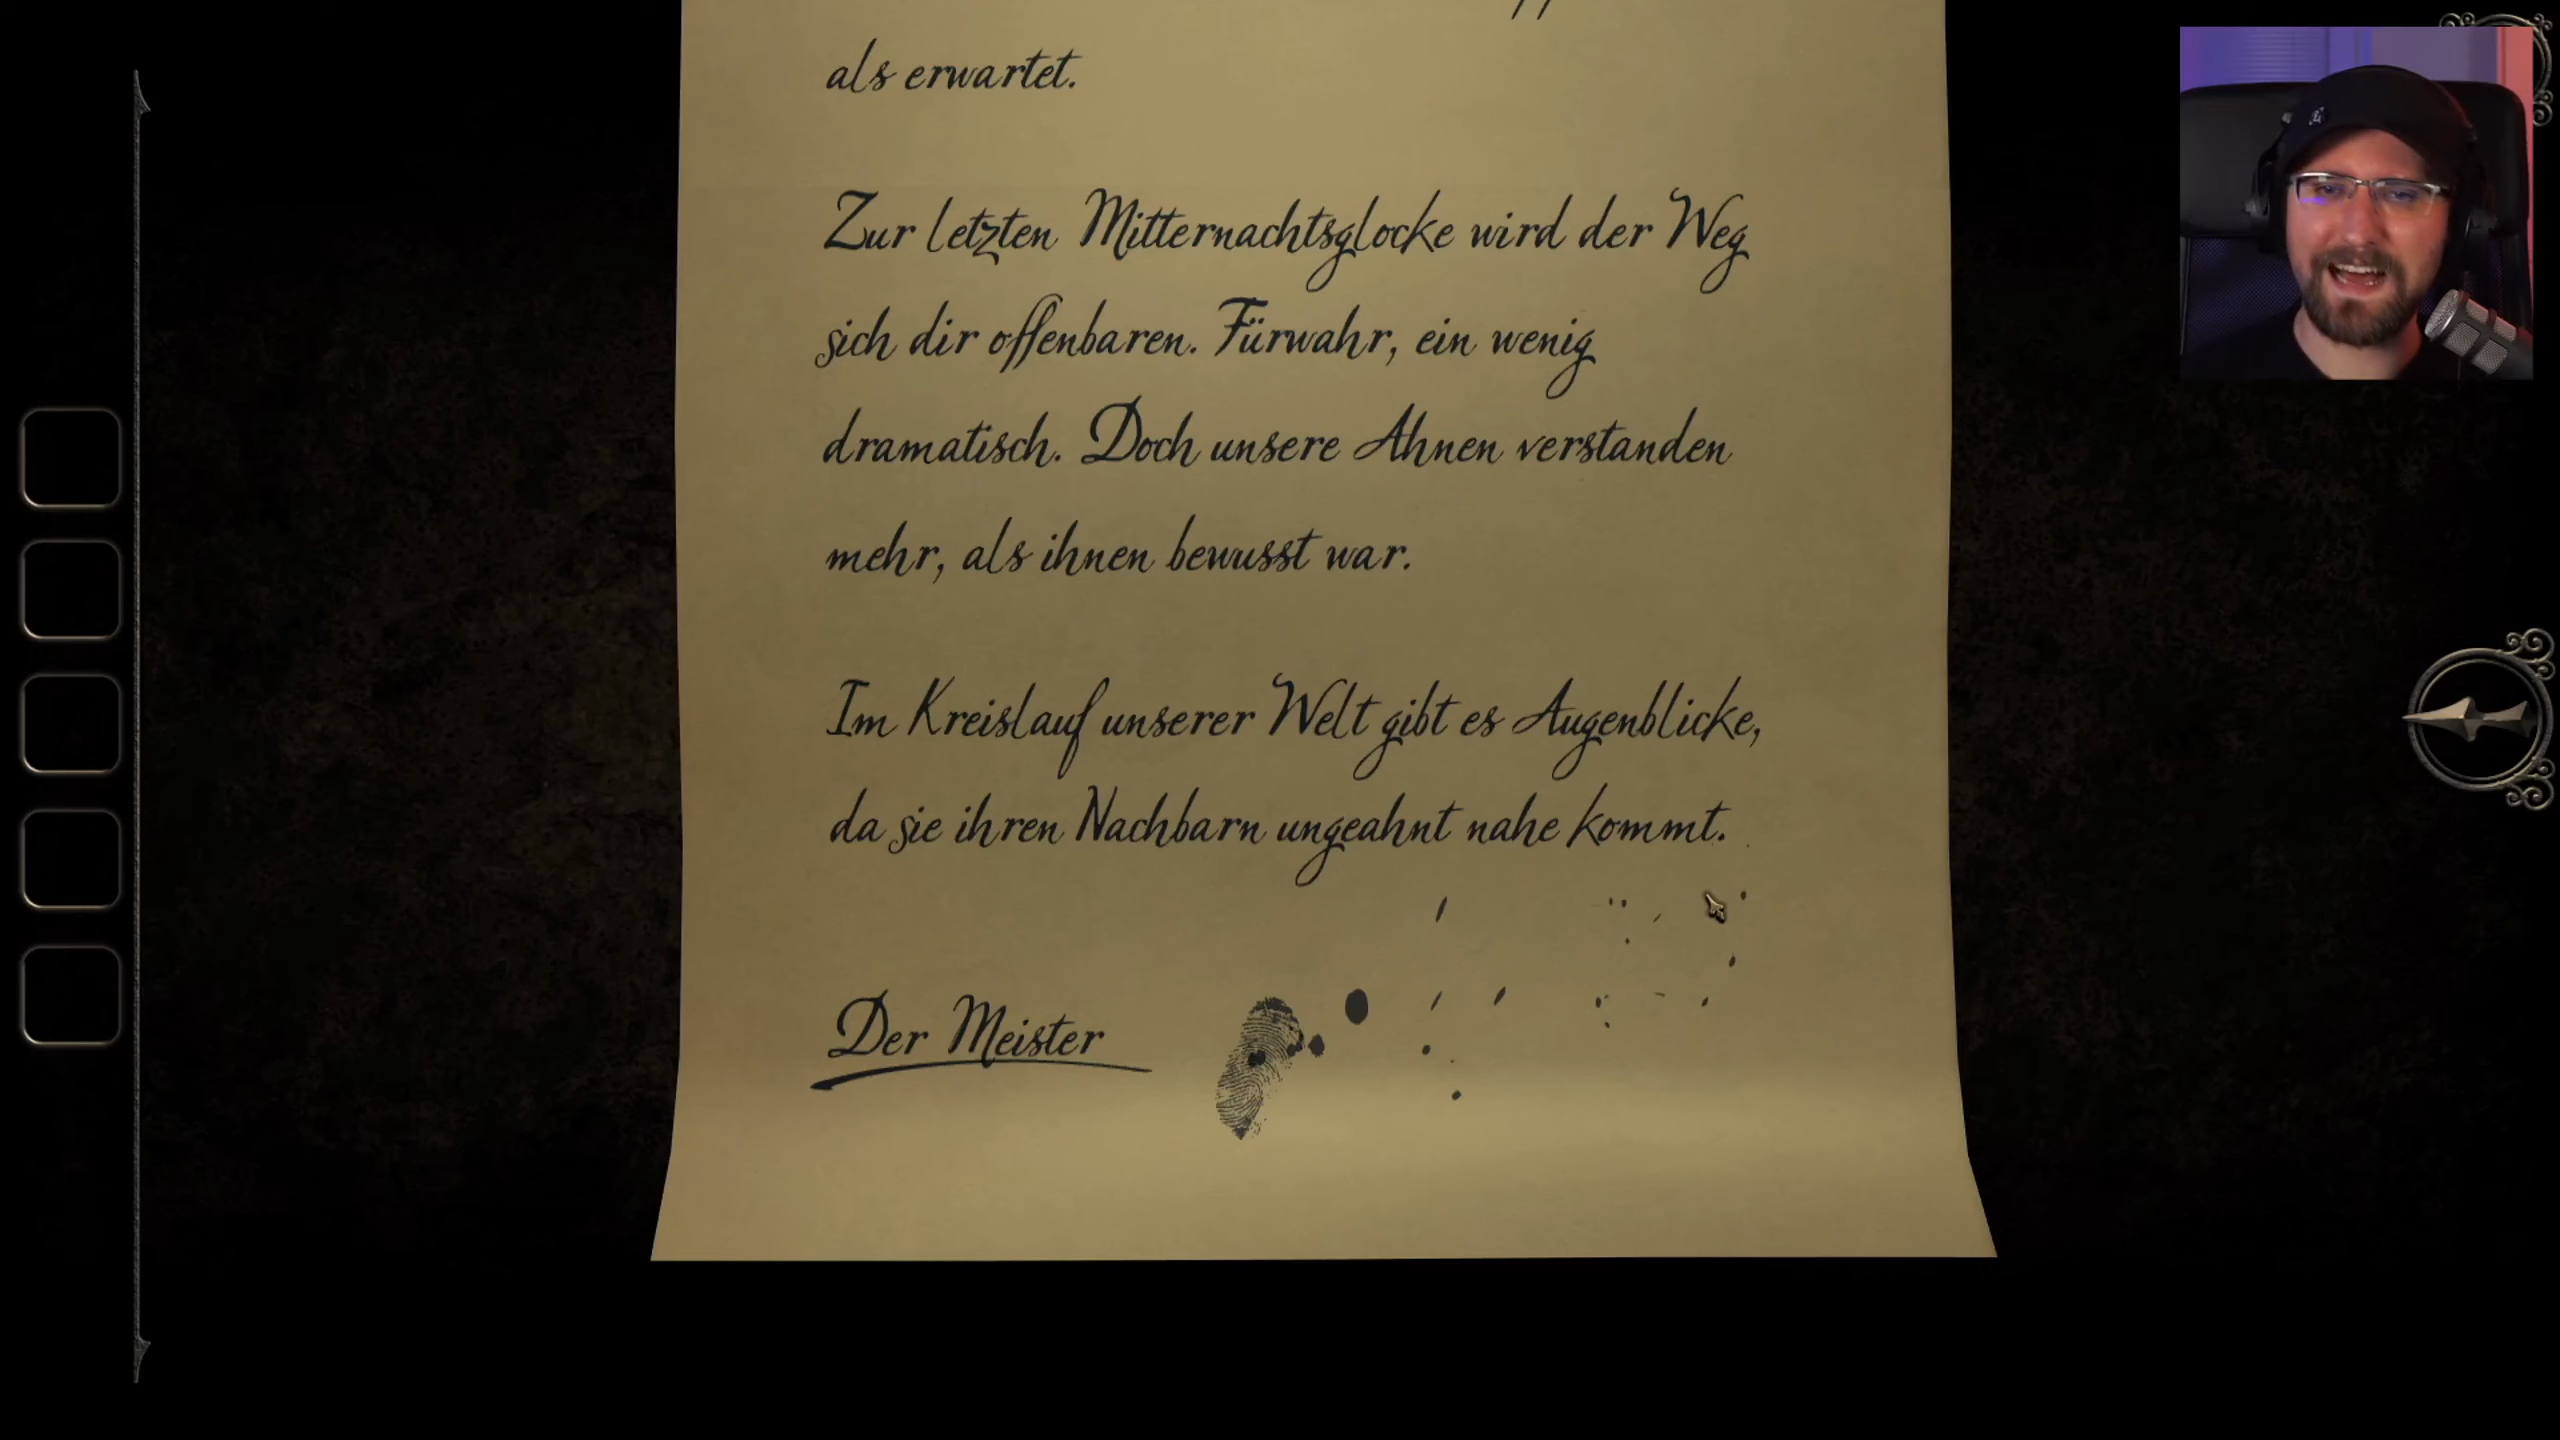 als erwartet.
Zur letzten Mitternachtsglocke wird der Weg
sich dir offenbaren. Fürwahr, ein wenig
dramatisch. Doch unsere Ahnen verstanden
mehr, als ihnen bewusst war.
Im Kreislauf unserer Welt gibt es Augenblicke,
da sie ihren Nachbarn ungeahnt nahe kommt.
Der Meister